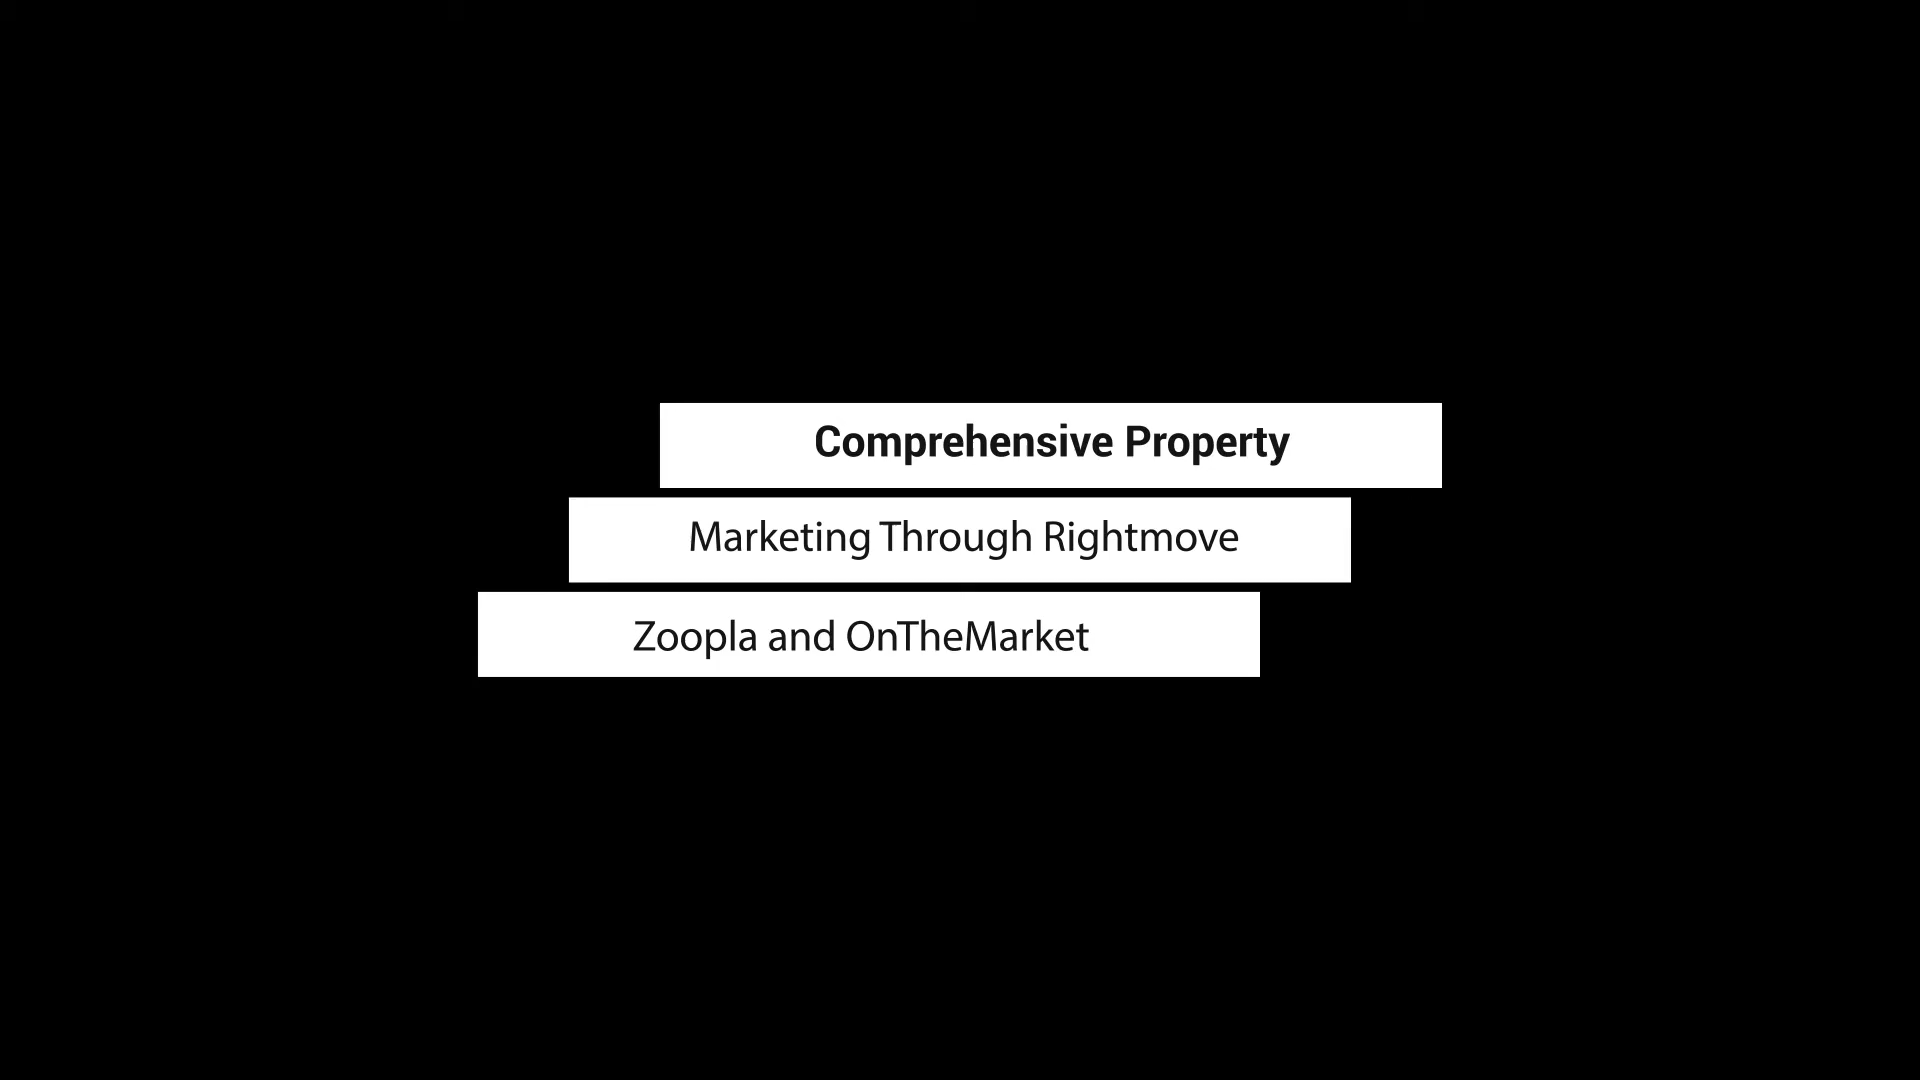 Comprehensive Property
Marketing Through Rightmove
Zoopla and OnTheMarket